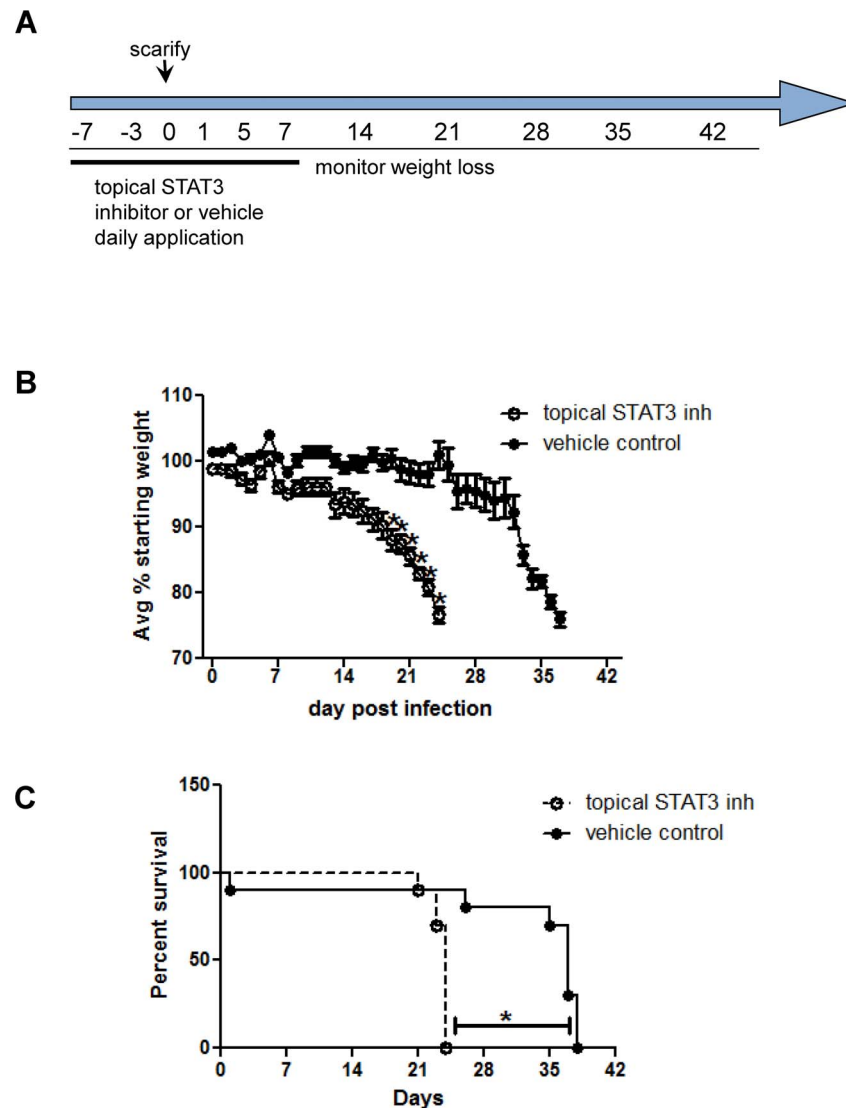 A
scarify
-7 -3 0 1 5 7 14 21 28 35 42
monitor weight loss
topical STAT3
inhibitor or vehicle
daily application
B
Avg % starting weight
110
100
90
80
70
topical STAT3 inh
vehicle control
* * * * * *
0 7 14 21 28 35 42
day post infection
C
Percent survival
150
100
50
0
topical STAT3 inh
vehicle control
*
0 7 14 21 28 35 42
Days